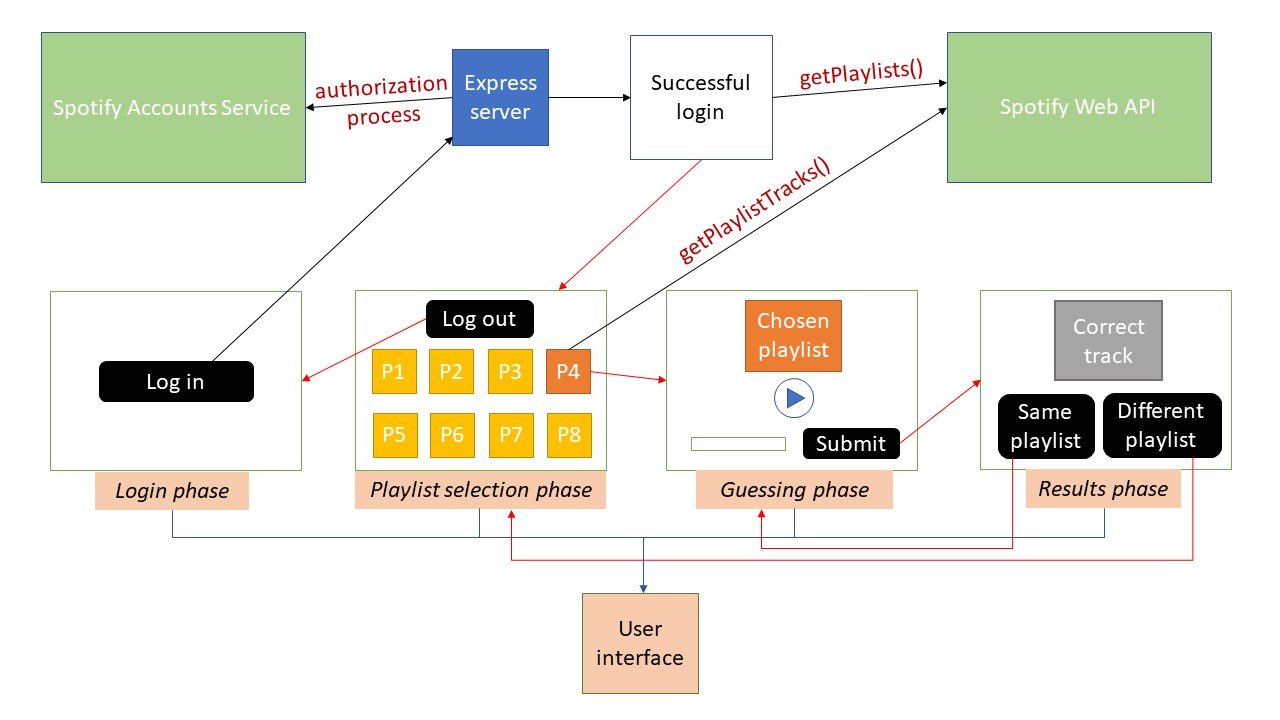 Spotify Accounts Service
authorization
process
Express
server
Successful
login
getPlaylists()
Spotify Web API
getPlaylistTracks()
Log in
Login phase
Log out
P1
P2
P3
P4
P5
P6
P7
P8
Playlist selection phase
Chosen
playlist
Submit
Guessing phase
Correct
track
Same
playlist
Different
playlist
Results phase
User
interface